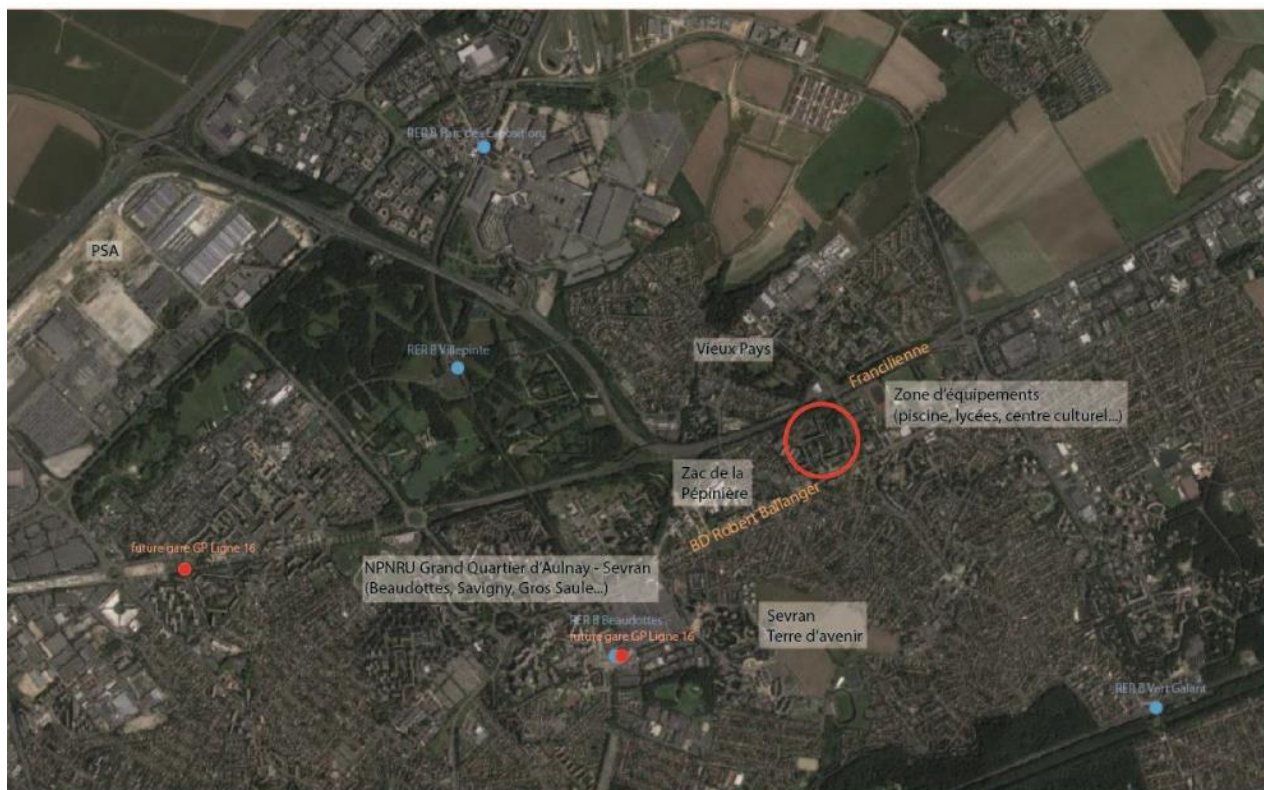 RER B Parc des Expositions
PSA
RER B Villepinte
Vieux Pays
Francilienne
Zone d'équipements
(piscine, lycées, centre culturel...)
Zac de la
Pépinière
BD Robert Ballanger
future gare GP Ligne 16
NPNRU Grand Quartier d'Aulnay - Sevran
(Beaudottes, Savigny, Gros Saule...)
Sevran
Terre d'avenir
RER B Beaudottes
future gare GP Ligne 16
RER B Vert Galant